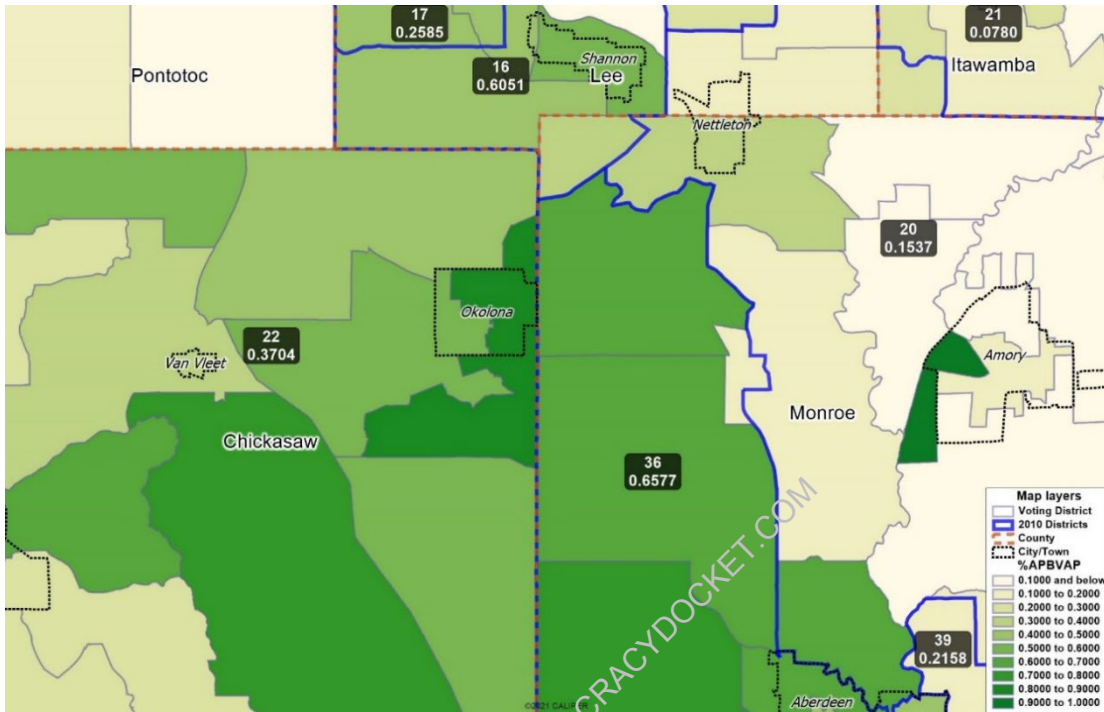 17
0.2585
21
0.0780
Shannon
Pontotoc
Lee
Itawamba
16
0.6051
Nettleton
20
0.1537
Okolona
22
0.3704
Van Vleet
Amory
Monroe
Chickasaw
36
0.6577
39
0.2158
Aberdeen
CRACYDOCKET.COM
©2021 CALIPER
Map layers
Voting District
2010 Districts
County
City/Town
%APBVAP
0.1000 and below
0.1000 to 0.2000
0.2000 to 0.3000
0.3000 to 0.4000
0.4000 to 0.5000
0.5000 to 0.6000
0.6000 to 0.7000
0.7000 to 0.8000
0.8000 to 0.9000
0.9000 to 1.0000